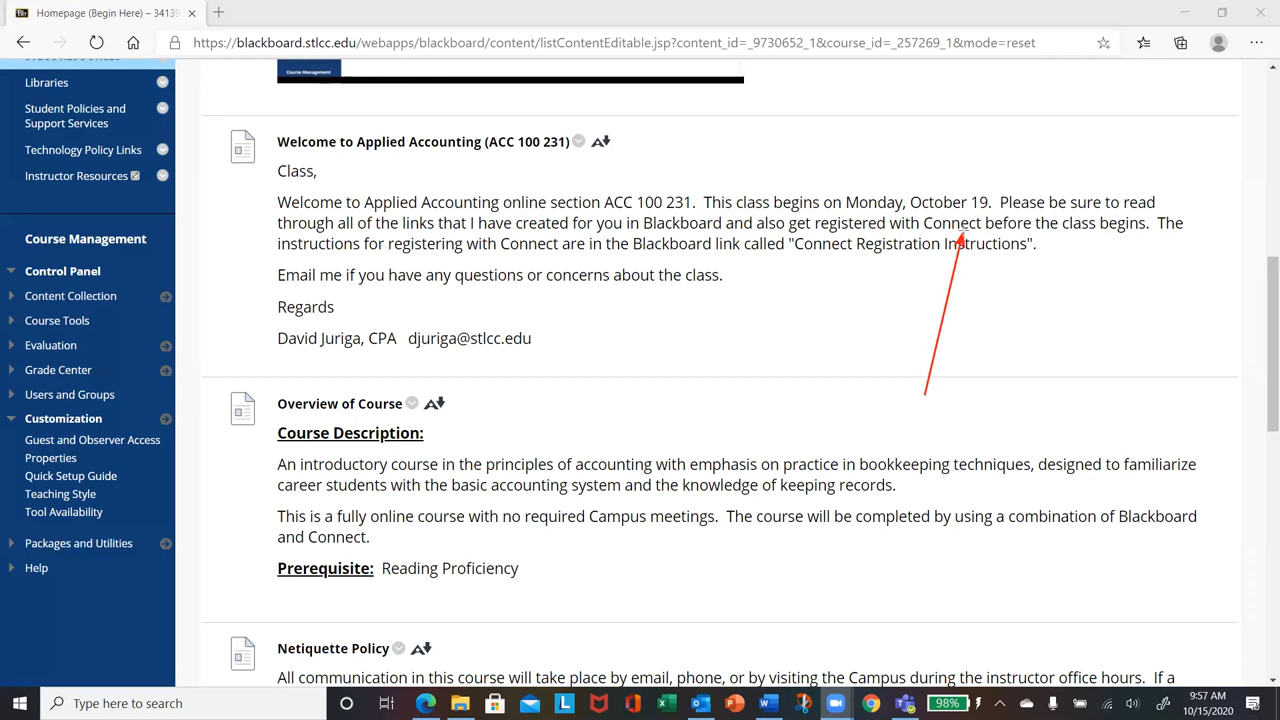 Homepage (Begin Here) – 34139
https://blackboard.stlcc.edu/webapps/blackboard/content/listContentEditable.jsp?content_id=_9730652_1&course_id=_257269_1&mode=reset
Libraries
Student Policies and
Support Services
Technology Policy Links
Instructor Resources
Course Management
Control Panel
Content Collection
Course Tools
Evaluation
Grade Center
Users and Groups
Customization
Guest and Observer Access
Properties
Quick Setup Guide
Teaching Style
Tool Availability
Packages and Utilities
Help
Course Management
Welcome to Applied Accounting (ACC 100 231)
Class,
Welcome to Applied Accounting online section ACC 100 231.  This class begins on Monday, October 19.  Please be sure to read
through all of the links that I have created for you in Blackboard and also get registered with Connect before the class begins.  The
instructions for registering with Connect are in the Blackboard link called "Connect Registration Instructions".
Email me if you have any questions or concerns about the class.
Regards
David Juriga, CPA   djuriga@stlcc.edu
Overview of Course
Course Description:
An introductory course in the principles of accounting with emphasis on practice in bookkeeping techniques, designed to familiarize
career students with the basic accounting system and the knowledge of keeping records.
This is a fully online course with no required Campus meetings.  The course will be completed by using a combination of Blackboard
and Connect.
Prerequisite:  Reading Proficiency
Netiquette Policy
All communication in this course will take place by email, phone, or by visiting the Campus during the instructor office hours.  If a
Type here to search
98%
9:57 AM
10/15/2020